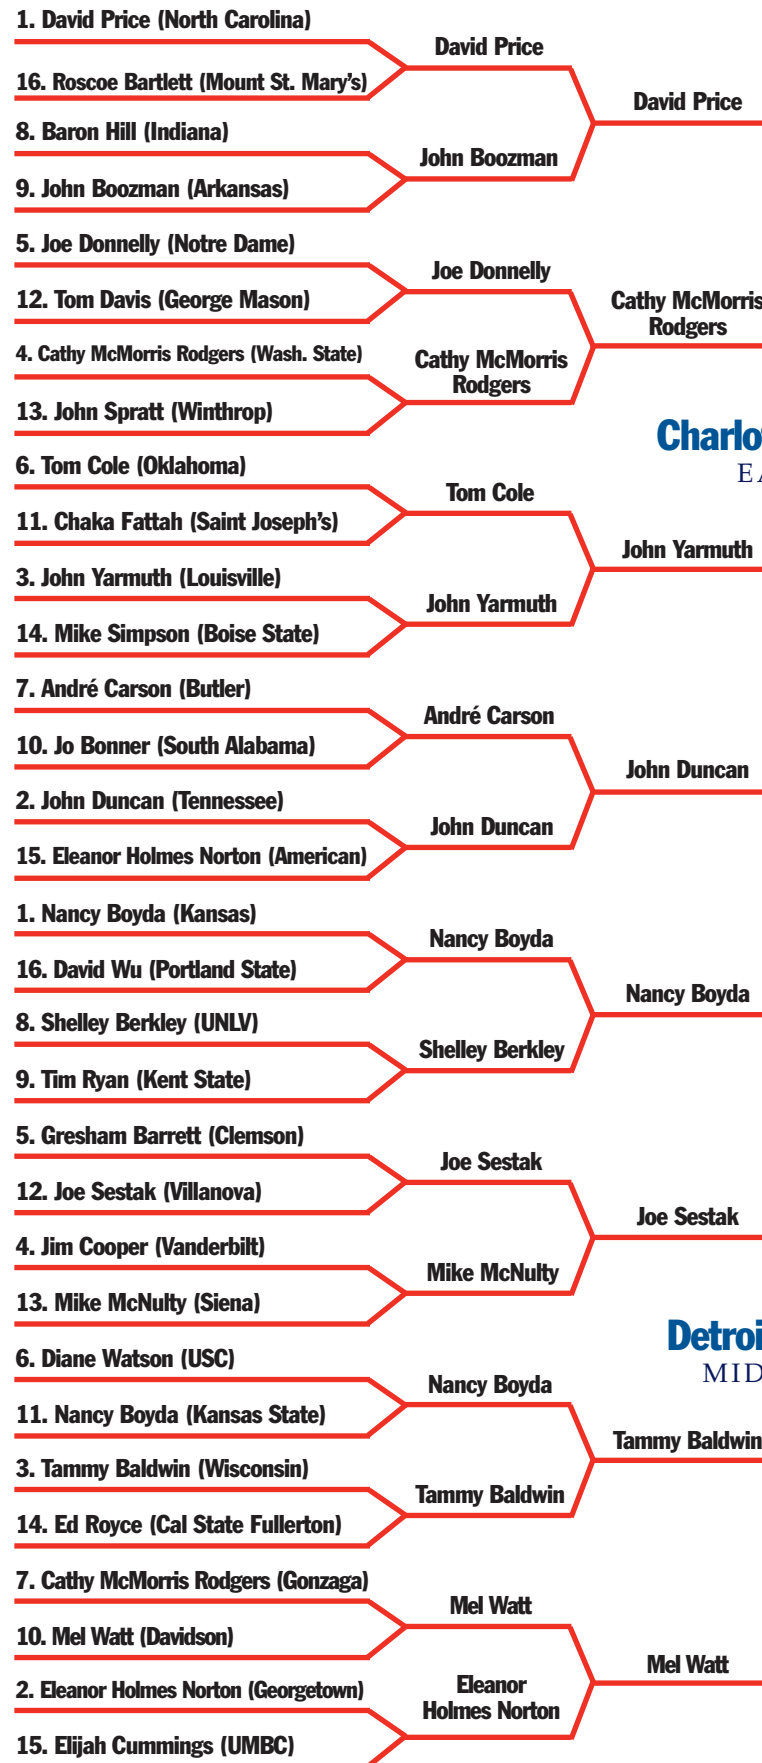 1. David Price (North Carolina)
16. Roscoe Bartlett (Mount St. Mary's)
8. Baron Hill (Indiana)
9. John Boozman (Arkansas)
5. Joe Donnelly (Notre Dame)
12. Tom Davis (George Mason)
4. Cathy McMorris Rodgers (Wash. State)
13. John Spratt (Winthrop)
6. Tom Cole (Oklahoma)
11. Chaka Fattah (Saint Joseph's)
3. John Yarmuth (Louisville)
14. Mike Simpson (Boise State)
7. André Carson (Butler)
10. Jo Bonner (South Alabama)
2. John Duncan (Tennessee)
15. Eleanor Holmes Norton (American)
1. Nancy Boyda (Kansas)
16. David Wu (Portland State)
8. Shelley Berkley (UNLV)
9. Tim Ryan (Kent State)
5. Gresham Barrett (Clemson)
12. Joe Sestak (Villanova)
4. Jim Cooper (Vanderbilt)
13. Mike McNulty (Siena)
6. Diane Watson (USC)
11. Nancy Boyda (Kansas State)
3. Tammy Baldwin (Wisconsin)
14. Ed Royce (Cal State Fullerton)
7. Cathy McMorris Rodgers (Gonzaga)
10. Mel Watt (Davidson)
2. Eleanor Holmes Norton (Georgetown)
15. Elijah Cummings (UMBC)
David Price
John Boozman
Joe Donnelly
Cathy McMorris
Rodgers
Tom Cole
John Yarmuth
André Carson
John Duncan
Nancy Boyda
Shelley Berkley
Joe Sestak
Mike McNulty
Nancy Boyda
Tammy Baldwin
Mel Watt
Eleanor
Holmes Norton
David Price
Cathy McMorris
Rodgers
Charlo
EA
John Yarmuth
John Duncan
Nancy Boyda
Joe Sestak
Detroi
MID
Tammy Baldwin
Mel Watt